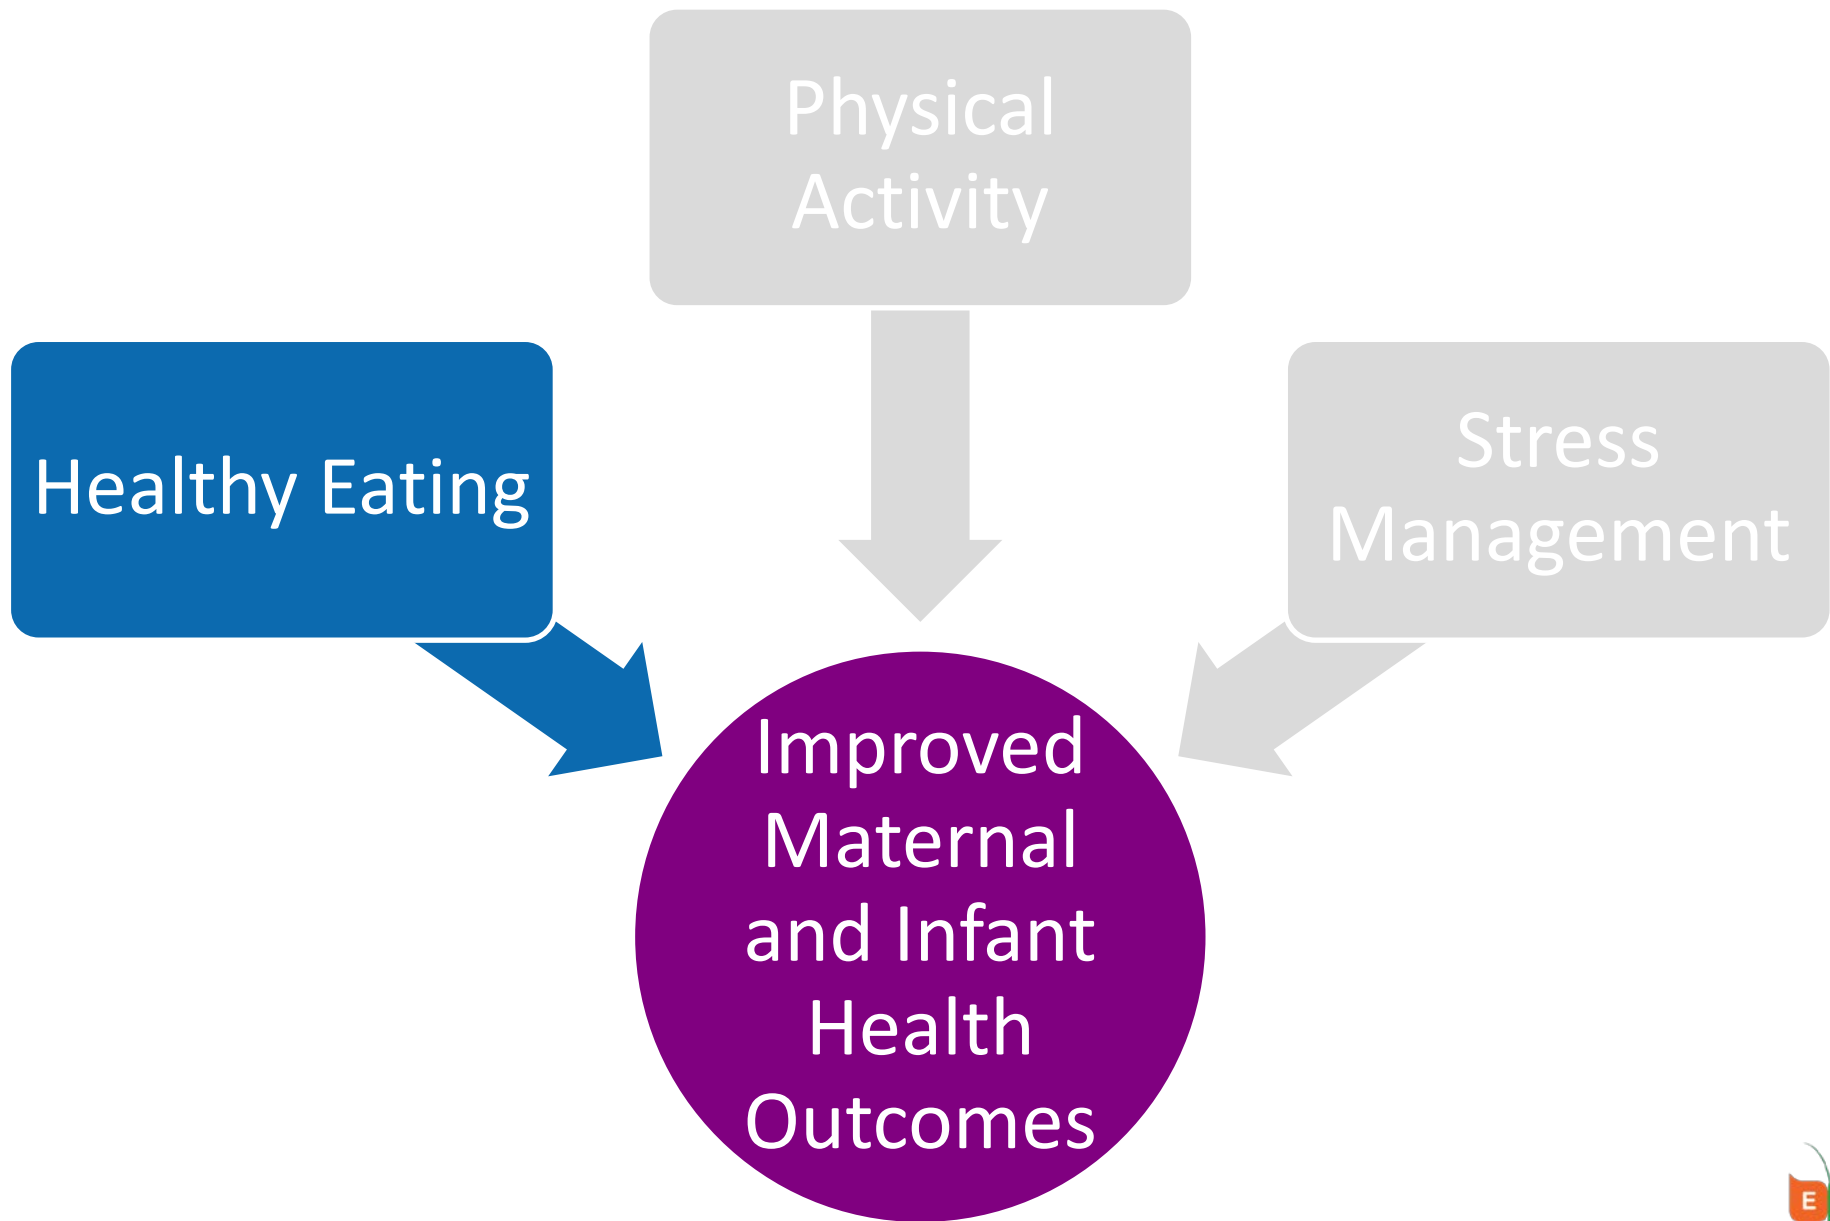 Physical
Activity
Healthy Eating
Stress
Management
Improved
Maternal
and Infant
Health
Outcomes
E